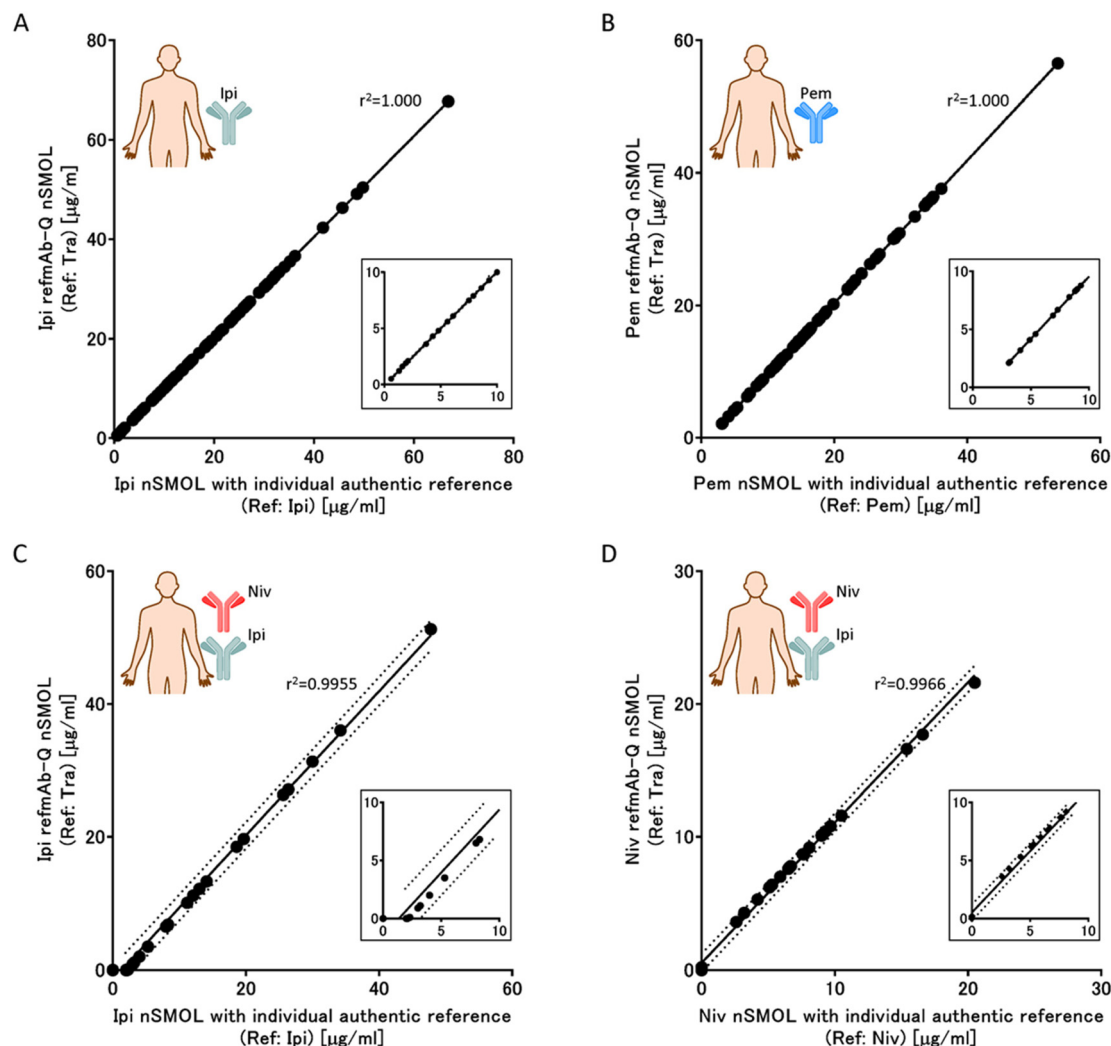 A
Ipi
r²=1.000
Ipi refmAb-Q nSMOL
(Ref: Tra) [μg/m]
80
60
40
20
0
0 20 40 60 80
10
5
0
0 5 10
Ipi nSMOL with individual authentic reference
(Ref: Ipi) [μg/ml]
B
Pem
r²=1.000
Pem refmAb-Q nSMOL
(Ref: Tra) [μg/ml]
60
40
20
0
0 20 40 60
10
5
0
0 5 10
Pem nSMOL with individual authentic reference
(Ref: Pem) [μg/ml]
C
Niv
Ipi
r²=0.9955
Ipi refmAb-Q nSMOL
(Ref: Tra) [μg/ml]
60
40
20
0
0 20 40 60
10
5
0
0 5 10
Ipi nSMOL with individual authentic reference
(Ref: Ipi) [μg/ml]
D
Niv
Ipi
r²=0.9966
Niv refmAb-Q nSMOL
(Ref: Tra) [μg/ml]
30
20
10
0
0 10 20 30
10
5
0
0 5 10
Niv nSMOL with individual authentic reference
(Ref: Niv) [μg/ml]